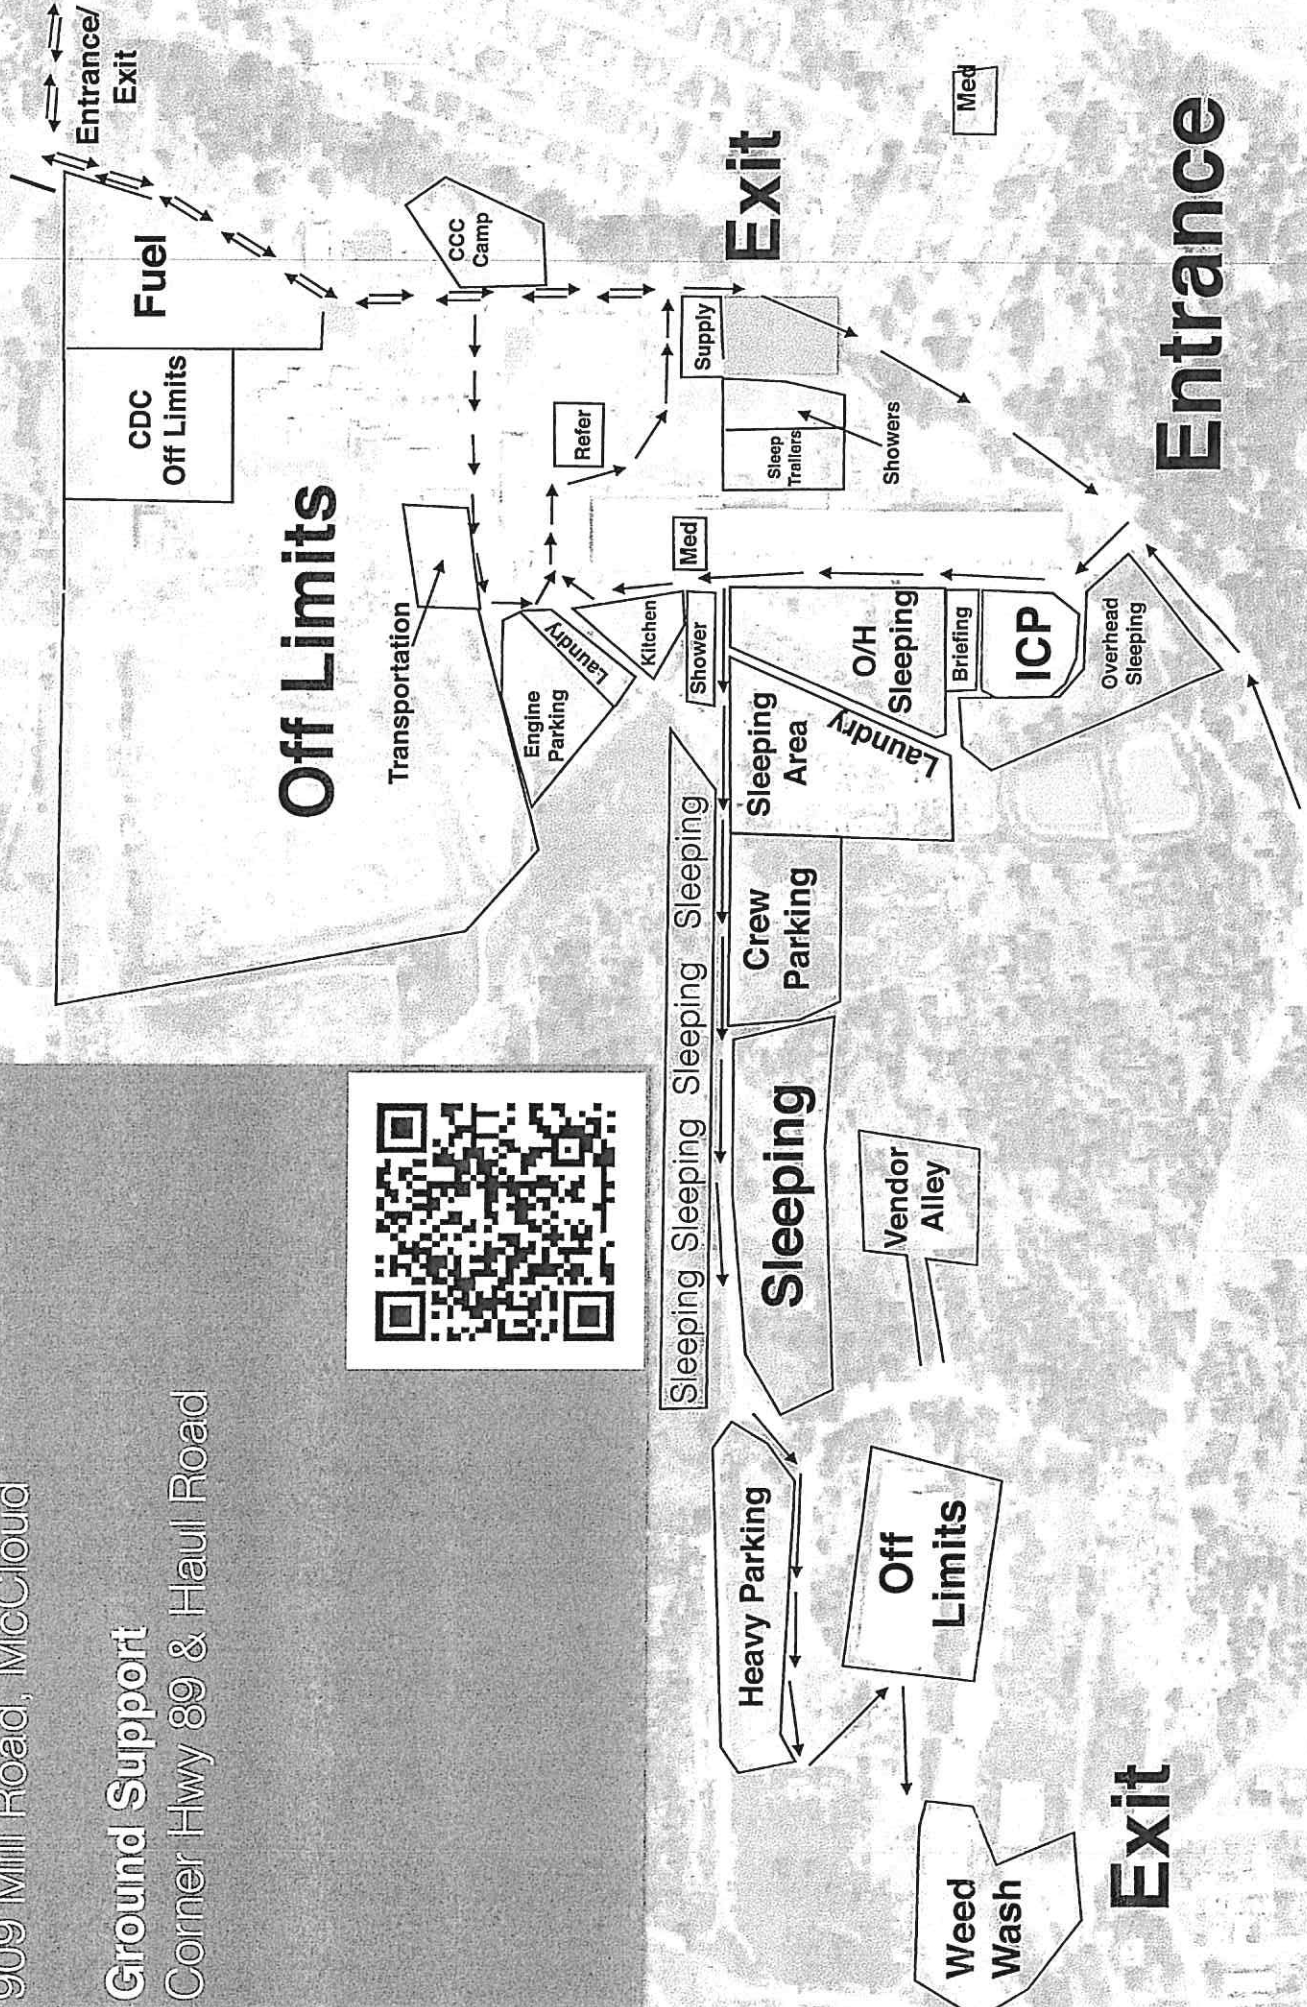 909 Mill Road, McCloud
Ground Support
Corner Hwy 89 & Haul Road
Entrance/
Exit
Fuel
CDC
Off Limits
Off Limits
CCC
Camp
Transportation
Refer
Supply
Exit
Sleep
Trailers
Showers
Med
Med
Engine
Parking
Laundry
Kitchen
Shower
O/H
Sleeping
Briefing
ICP
Overhead
Sleeping
Entrance
Sleeping
Area
Laundry
Crew
Parking
Sleeping Sleeping Sleeping Sleeping
Sleeping
Vendor
Alley
Heavy Parking
Off
Limits
Weed
Wash
Exit